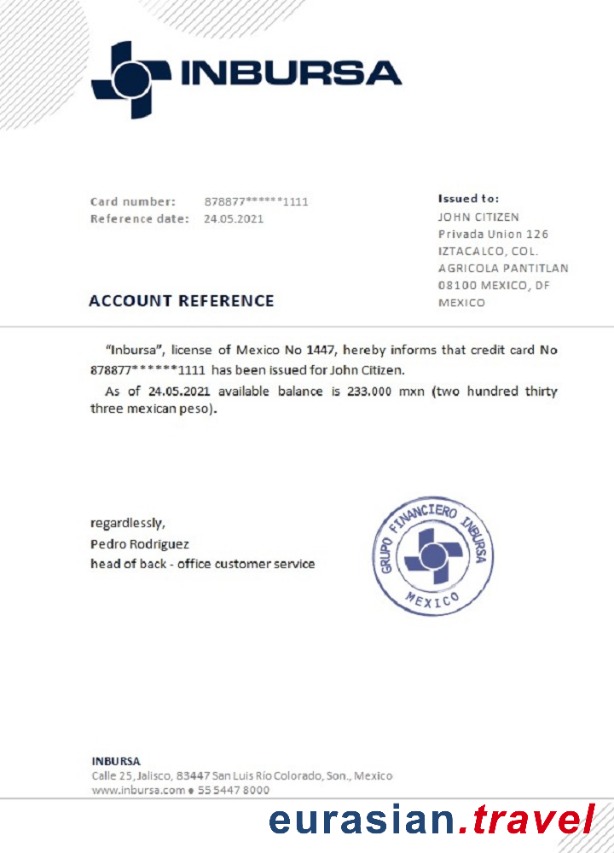 INBURSA
Card number: 878877******1111
Reference date: 24.05.2021
Issued to:
JOHN CITIZEN
Privada Union 126
IZTACALCO, COL.
AGRICOLA PANTITLAN
08100 MEXICO, DF
MEXICO
ACCOUNT REFERENCE
“Inbursa”, license of Mexico No 1447, hereby informs that credit card No
878877******1111 has been issued for John Citizen.
As of 24.05.2021 available balance is 233.000 mxn (two hundred thirty
three mexican peso).
regardlessly,
Pedro Rodriguez
head of back - office customer service
GRUPO FINANCIERO INBURSA
MEXICO
INBURSA
Calle 25, Jalisco, 83447 San Luis Río Colorado, Son., Mexico
www.inbursa.com ● 55 5447 8000
eurasian.travel